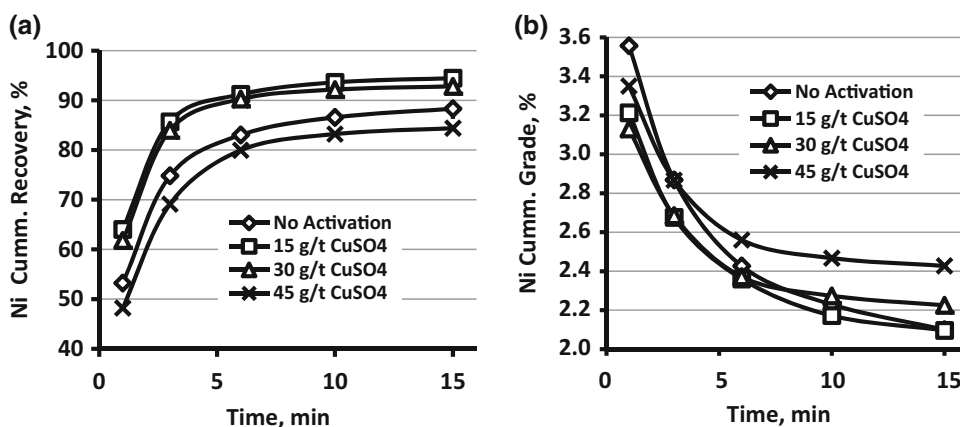 (a)
Ni Cumm. Recovery, %
100
90
80
70
60
50
40
0
5
10
15
Time, min
No Activation
15 g/t CuSO4
30 g/t CuSO4
45 g/t CuSO4
(b)
Ni Cumm. Grade, %
3.6
3.4
3.2
3.0
2.8
2.6
2.4
2.2
2.0
0
5
10
15
Time, min
No Activation
15 g/t CuSO4
30 g/t CuSO4
45 g/t CuSO4